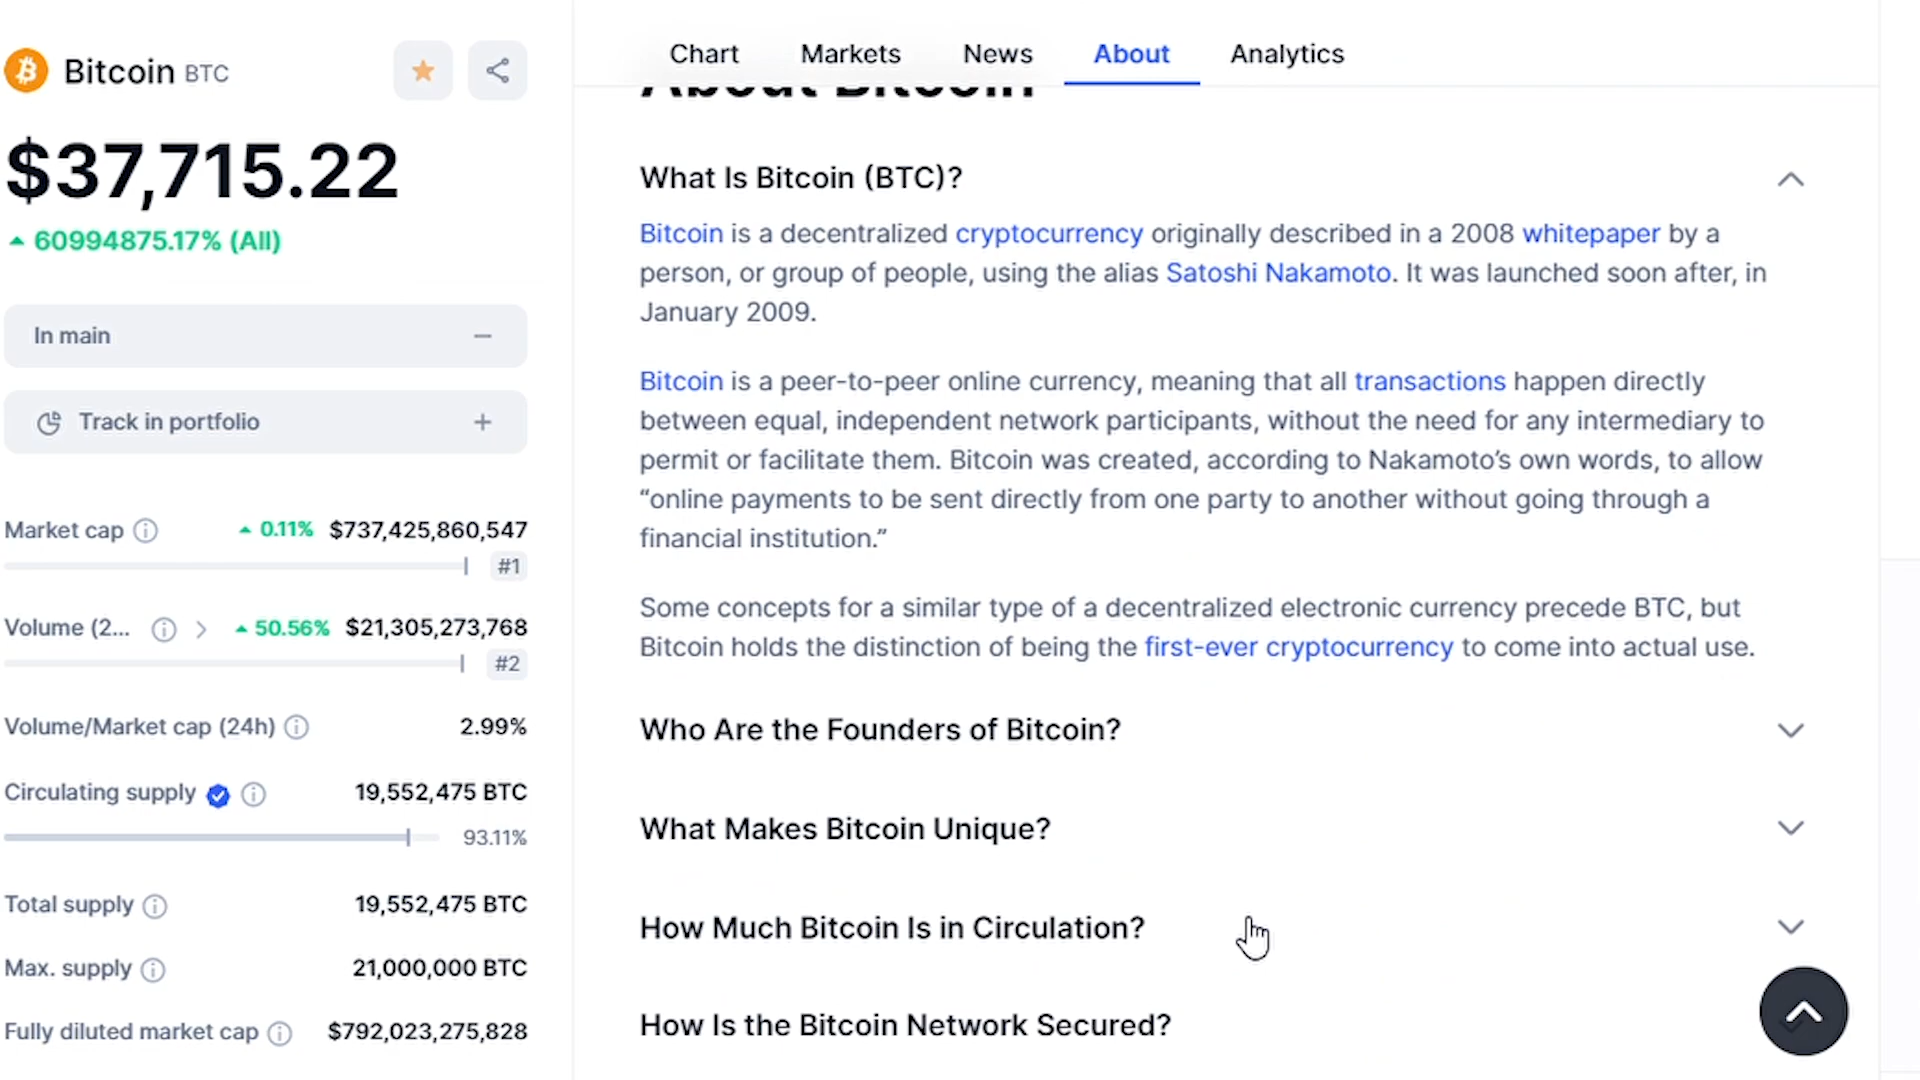 Bitcoin BTC
$37,715.22
60994875.17% (All)
In main
Track in portfolio
Market cap 0.11% $737,425,860,547
#1
Volume (2... 50.56% $21,305,273,768
#2
Volume/Market cap (24h) 2.99%
Circulating supply 19,552,475 BTC
93.11%
Total supply 19,552,475 BTC
Max. supply 21,000,000 BTC
Fully diluted market cap $792,023,275,828
Chart Markets News About Analytics
About Bitcoin
What Is Bitcoin (BTC)?
Bitcoin is a decentralized cryptocurrency originally described in a 2008 whitepaper by a
person, or group of people, using the alias Satoshi Nakamoto. It was launched soon after, in
January 2009.
Bitcoin is a peer-to-peer online currency, meaning that all transactions happen directly
between equal, independent network participants, without the need for any intermediary to
permit or facilitate them. Bitcoin was created, according to Nakamoto’s own words, to allow
“online payments to be sent directly from one party to another without going through a
financial institution.”
Some concepts for a similar type of a decentralized electronic currency precede BTC, but
Bitcoin holds the distinction of being the first-ever cryptocurrency to come into actual use.
Who Are the Founders of Bitcoin?
What Makes Bitcoin Unique?
How Much Bitcoin Is in Circulation?
How Is the Bitcoin Network Secured?